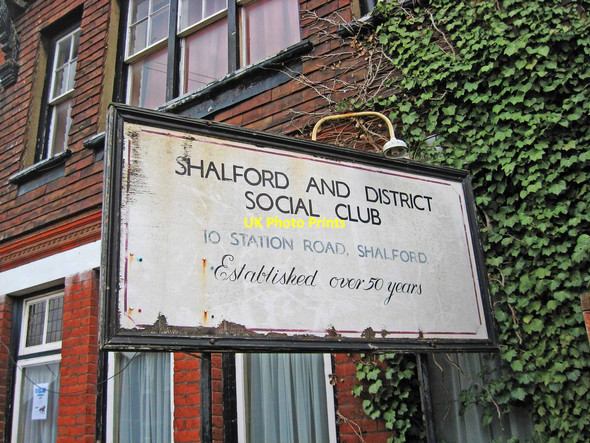 SHALFORD AND DISTRICT
SOCIAL CLUB
UK Photo Prints
10 STATION ROAD, SHALFORD
Established over 50 years